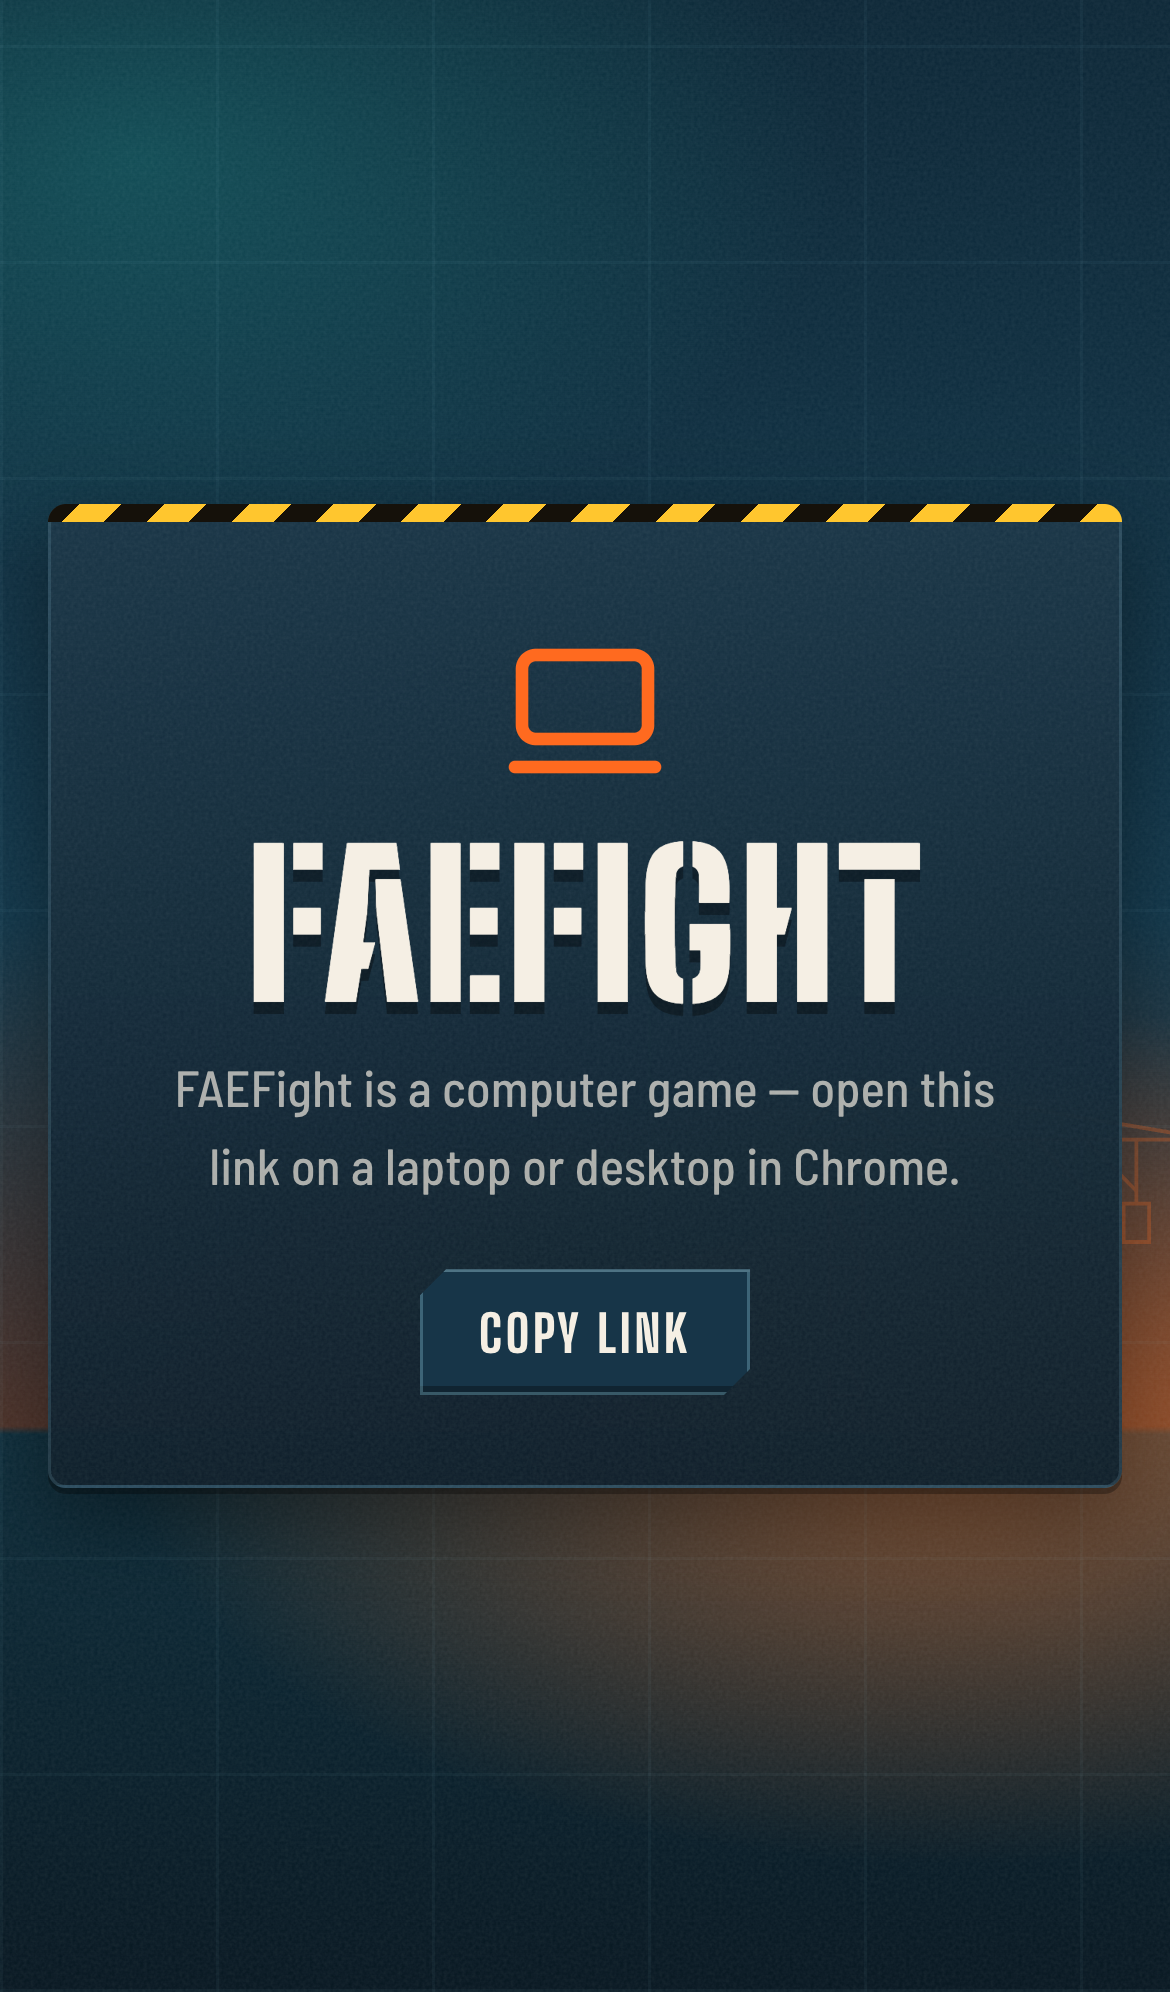 FAEFIGHT
FAEFight is a computer game — open this
link on a laptop or desktop in Chrome.
COPY LINK